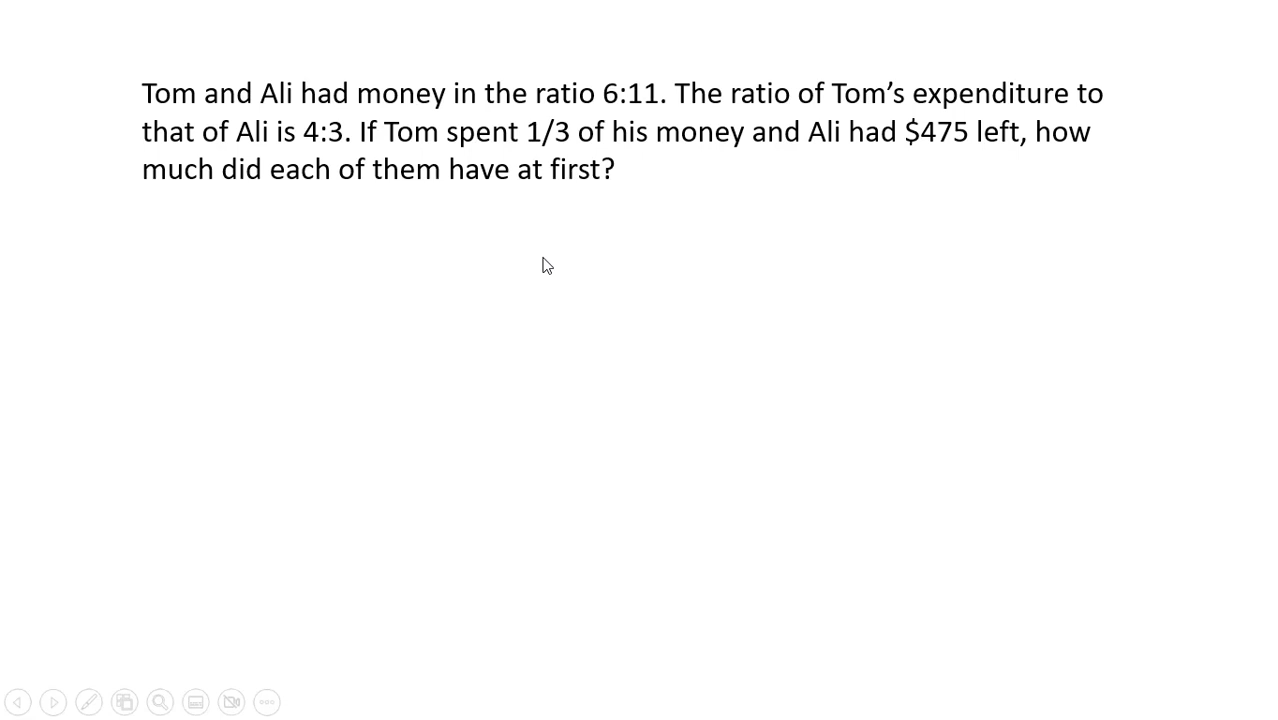 Tom and Ali had money in the ratio 6:11. The ratio of Tom’s expenditure to
that of Ali is 4:3. If Tom spent 1/3 of his money and Ali had $475 left, how
much did each of them have at first?